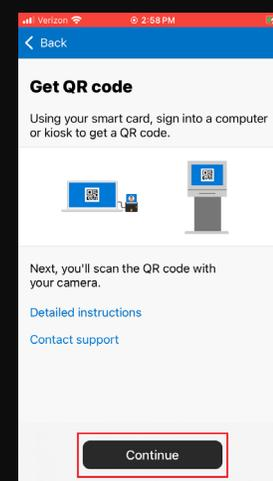 Verizon 2:58 PM
Back
Get QR code
Using your smart card, sign into a computer
or kiosk to get a QR code.
Next, you'll scan the QR code with
your camera.
Detailed instructions
Contact support
Continue